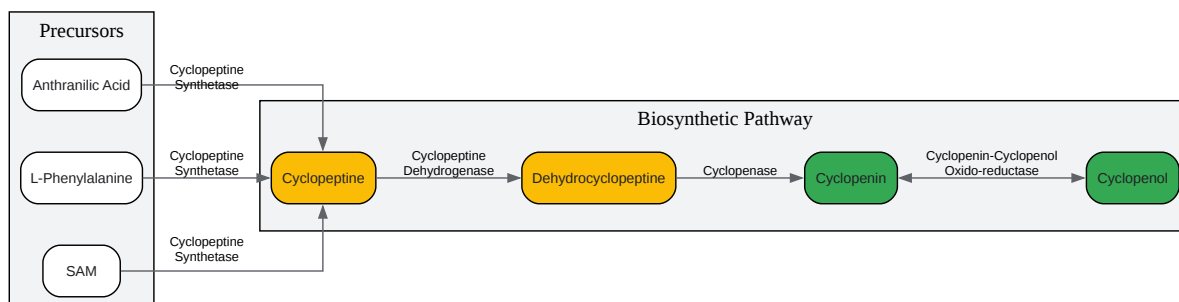 Precursors
Anthranilic Acid
Cyclopeptine
Synthetase
Biosynthetic Pathway
L-Phenylalanine
Cyclopeptine
Synthetase
Cyclopeptine
Cyclopeptine
Dehydrogenase
Dehydrocyclopeptine
Cyclopenase
Cyclopenin
Cyclopenin-Cyclopenol
Oxido-reductase
Cyclopenol
SAM
Cyclopeptine
Synthetase